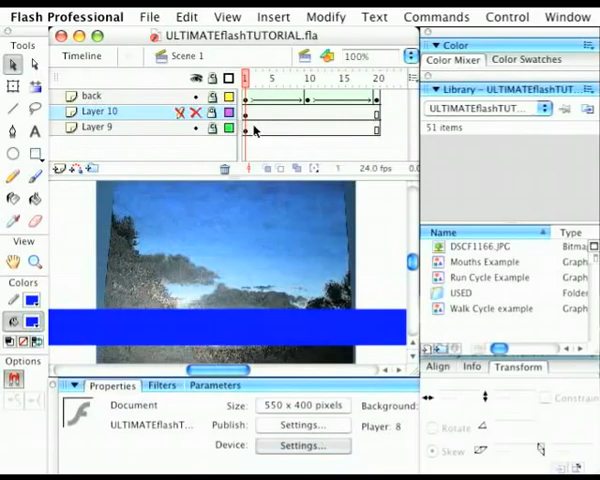 Flash Professional File Edit View Insert Modify Text Commands Control Window
ULTIMATEflashTUTORIAL.fla
Timeline Scene 1 100%
Tools
1 5 10 15 20
back
Layer 10
Layer 9
24.0 fps 0.0
View
Colors
Options
Color
Color Mixer Color Swatches
Library - ULTIMATEflashTUT...
ULTIMATEflashTUT...
51 items
Name Type
DSCF1166.JPG Bitma
Mouths Example Graph
Run Cycle Example Graph
USED Folder
Walk Cycle example Graph
Align Info Transform
Constrain
Rotate
Skew
Properties Filters Parameters
Document Size: 550 x 400 pixels Background:
ULTIMATEflashT... Publish: Settings... Player: 8
Device: Settings...